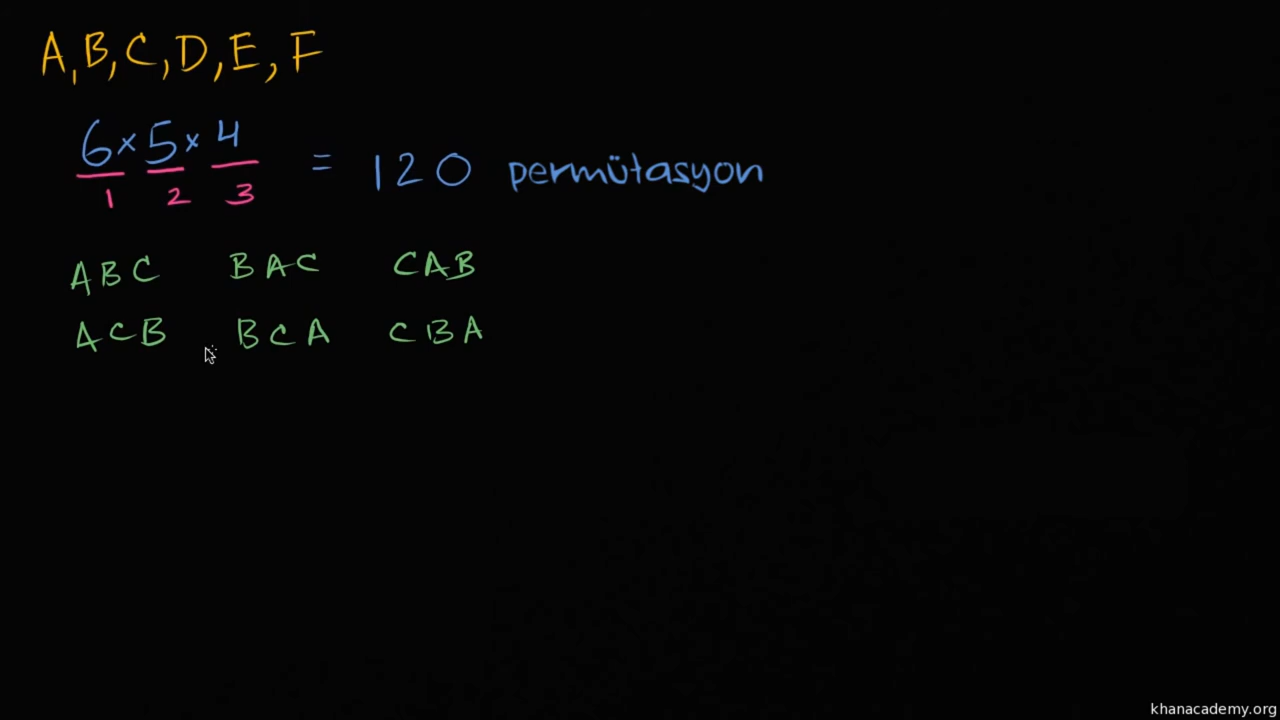 A, B, C, D, E, F
6 × 5 × 4 = 120 permütasyon
1 2 3
ABC BAC CAB
ACB BCA CBA
khanacademy.org